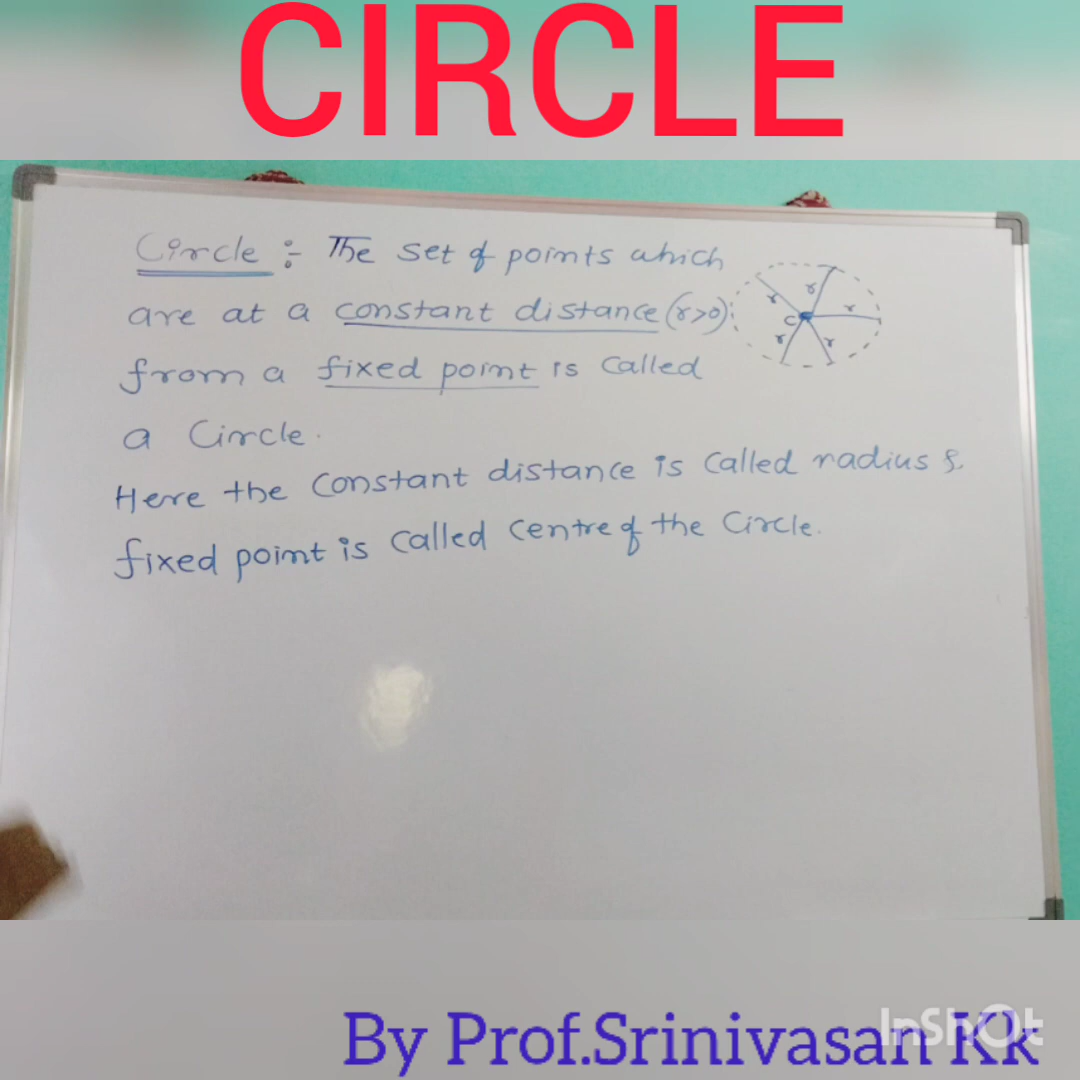 CIRCLE
Circle :- The set of points which
are at a constant distance (r>0)
from a fixed point is called
a Circle.
Here the constant distance is called radius &
fixed point is called centre of the circle.
r
r
r
C
r
r
By Prof.Srinivasan Kk
InShOt